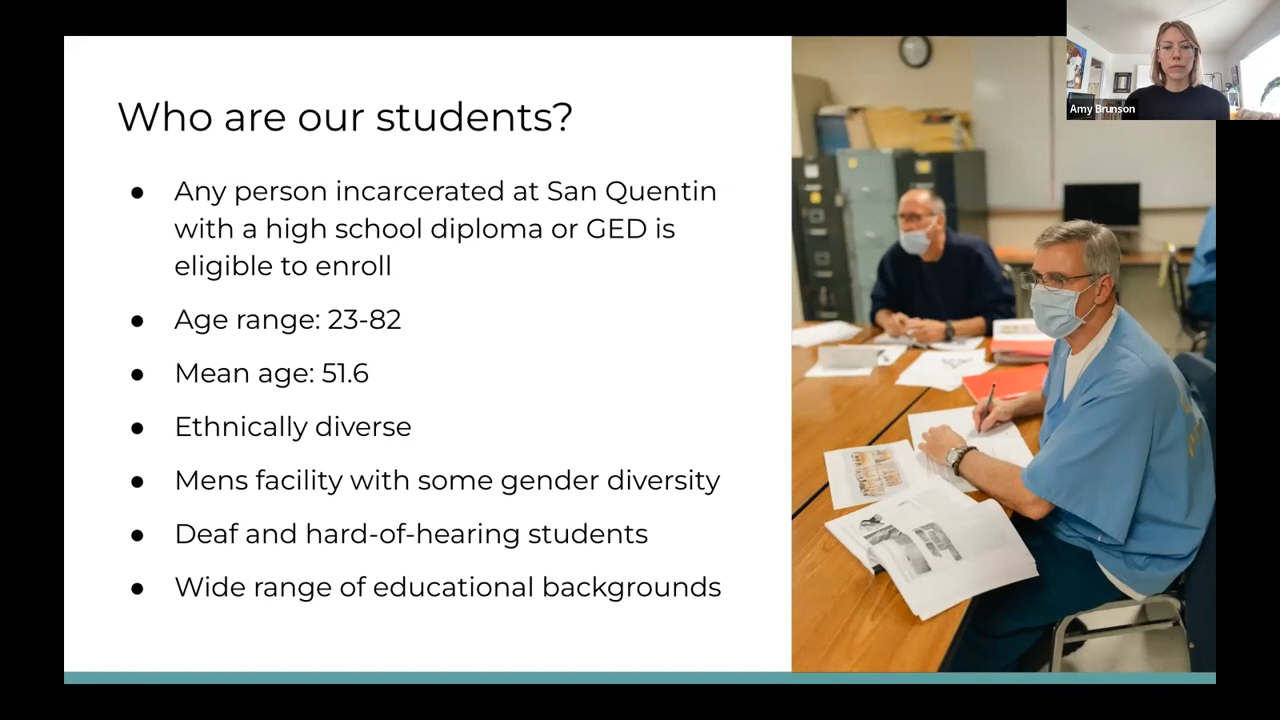 Who are our students?
● Any person incarcerated at San Quentin
with a high school diploma or GED is
eligible to enroll
● Age range: 23-82
● Mean age: 51.6
● Ethnically diverse
● Mens facility with some gender diversity
● Deaf and hard-of-hearing students
● Wide range of educational backgrounds
Amy Brunson